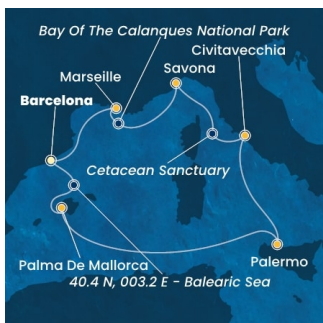 Bay Of The Calanques National Park
Civitavecchia
Savona
Marseille
Barcelona
Cetacean Sanctuary
Palma De Mallorca
Palermo
40.4 N, 003.2 E - Balearic Sea